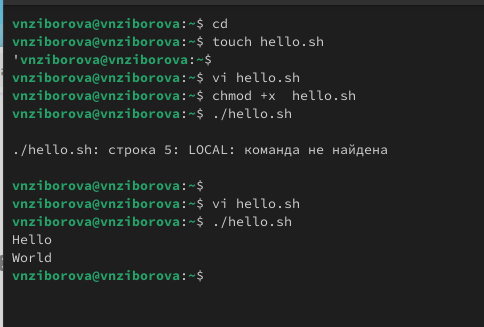 vnziborova@vnziborova:~$ cd
vnziborova@vnziborova:~$ touch hello.sh
'vnziborova@vnziborova:~$
vnziborova@vnziborova:~$ vi hello.sh
vnziborova@vnziborova:~$ chmod +x  hello.sh
vnziborova@vnziborova:~$ ./hello.sh
./hello.sh: строка 5: LOCAL: команда не найдена
vnziborova@vnziborova:~$
vnziborova@vnziborova:~$ vi hello.sh
vnziborova@vnziborova:~$ ./hello.sh
Hello
World
vnziborova@vnziborova:~$